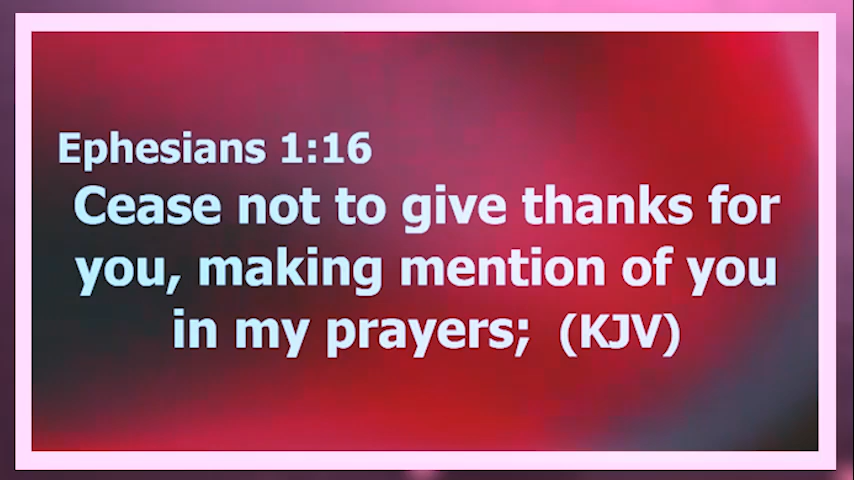 Ephesians 1:16
Cease not to give thanks for
you, making mention of you
in my prayers; (KJV)